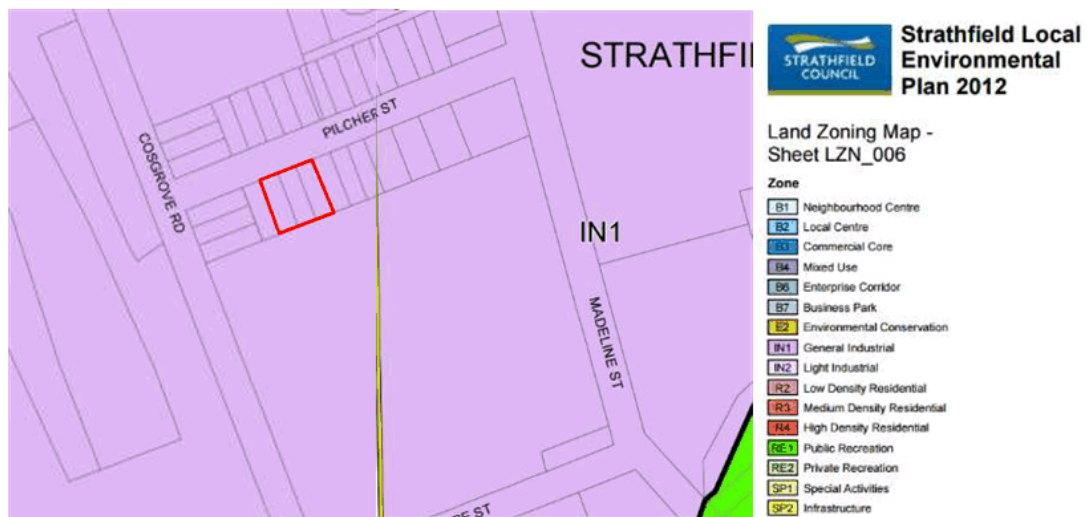 STRATHFI
PILCHER ST
COSGROVE RD
IN1
MADELINE ST
ST
STRATHFIELD
COUNCIL
Strathfield Local
Environmental
Plan 2012
Land Zoning Map -
Sheet LZN_006
Zone
B1 Neighbourhood Centre
B2 Local Centre
B3 Commercial Core
B4 Mixed Use
B6 Enterprise Corridor
B7 Business Park
E2 Environmental Conservation
IN1 General Industrial
IN2 Light Industrial
R2 Low Density Residential
R3 Medium Density Residential
R4 High Density Residential
RE1 Public Recreation
RE2 Private Recreation
SP1 Special Activities
SP2 Infrastructure